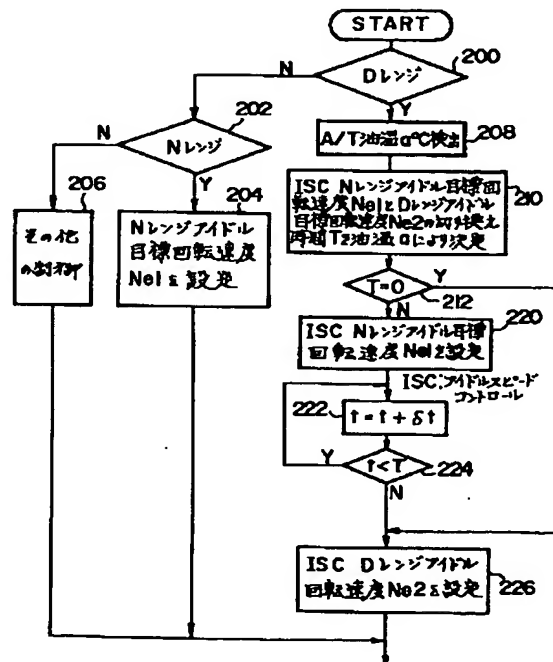 START
200
Dレンジ
N
Y
202
Nレンジ
N
Y
A/T油温α℃検出
208
206
その他
の制御
204
Nレンジアイドル
目標回転速度
Ne1を設定
ISC Nレンジアイドル目標回
転速度Ne1とDレンジアイドル
目標回転速度Ne2の切り換え
時間Tを油温αにより決定
210
T=0
Y
212
N
220
ISC Nレンジアイドル目標
回転速度Ne1を設定
ISC:アイドルスピード
コントロール
222
t=t+δt
Y
t<T
224
N
ISC Dレンジアイドル
回転速度Ne2を設定
226